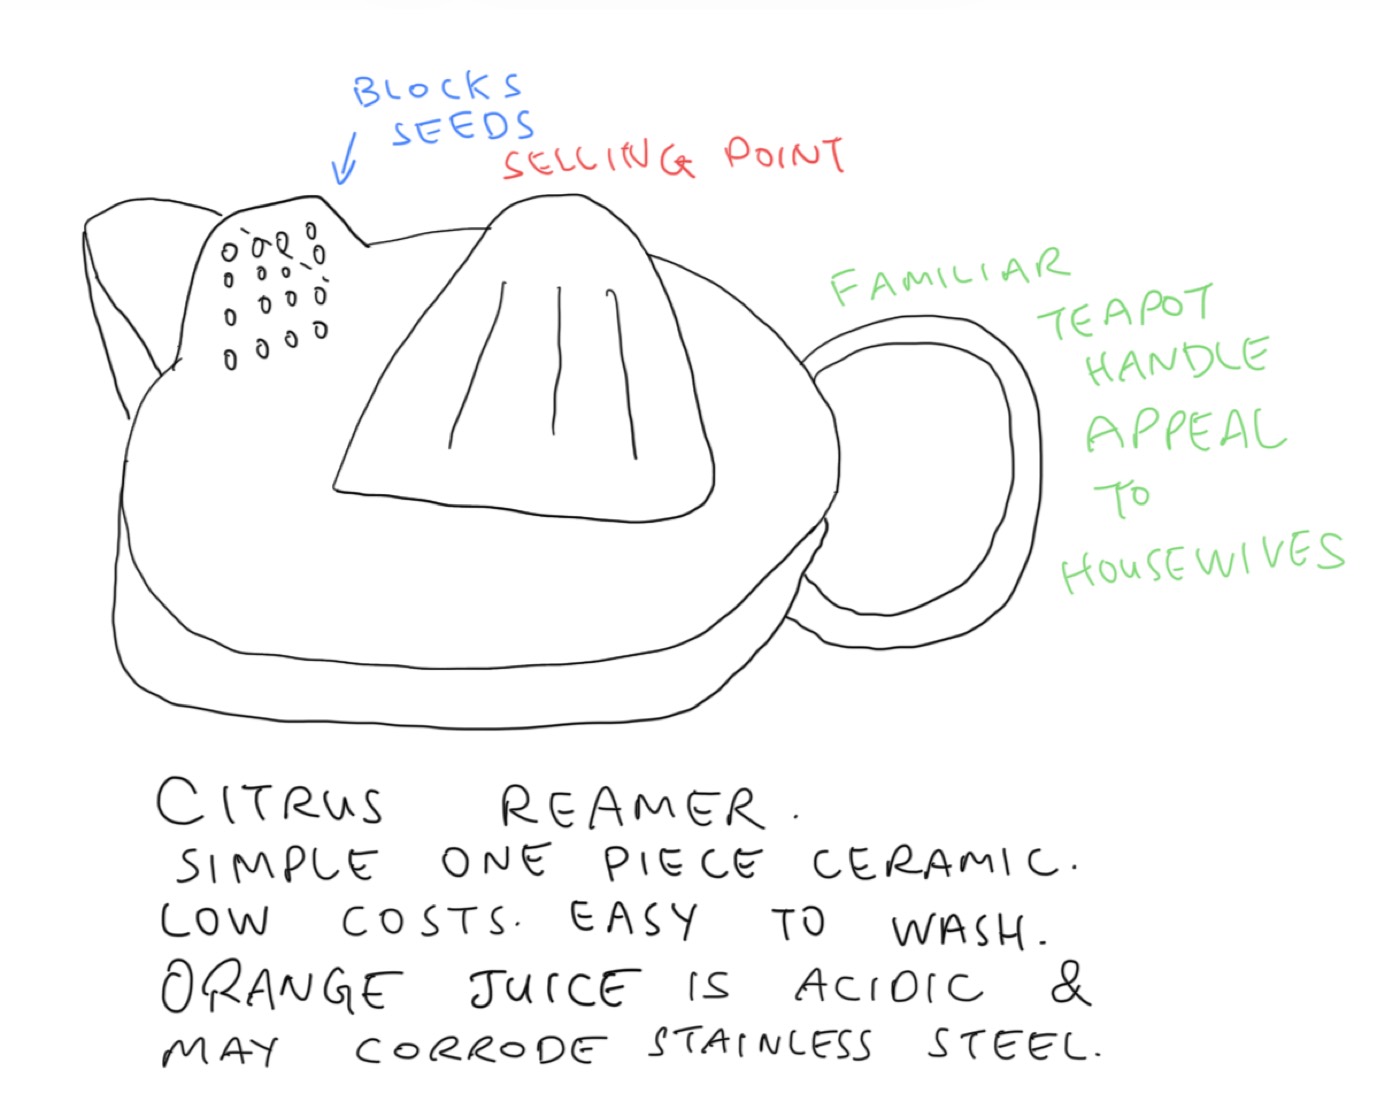 BLOCKS
SEEDS
SELLING POINT
FAMILIAR
TEAPOT
HANDLE
APPEAL
TO
HOUSEWIVES
CITRUS REAMER.
SIMPLE ONE PIECE CERAMIC.
LOW COSTS. EASY TO WASH.
ORANGE JUICE IS ACIDIC &
MAY CORRODE STAINLESS STEEL.